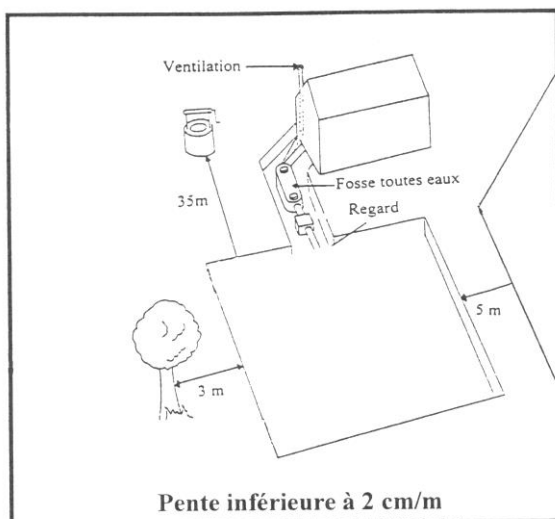 Ventilation
Fosse toutes eaux
Regard
35m
5 m
3 m
Pente inférieure à 2 cm/m